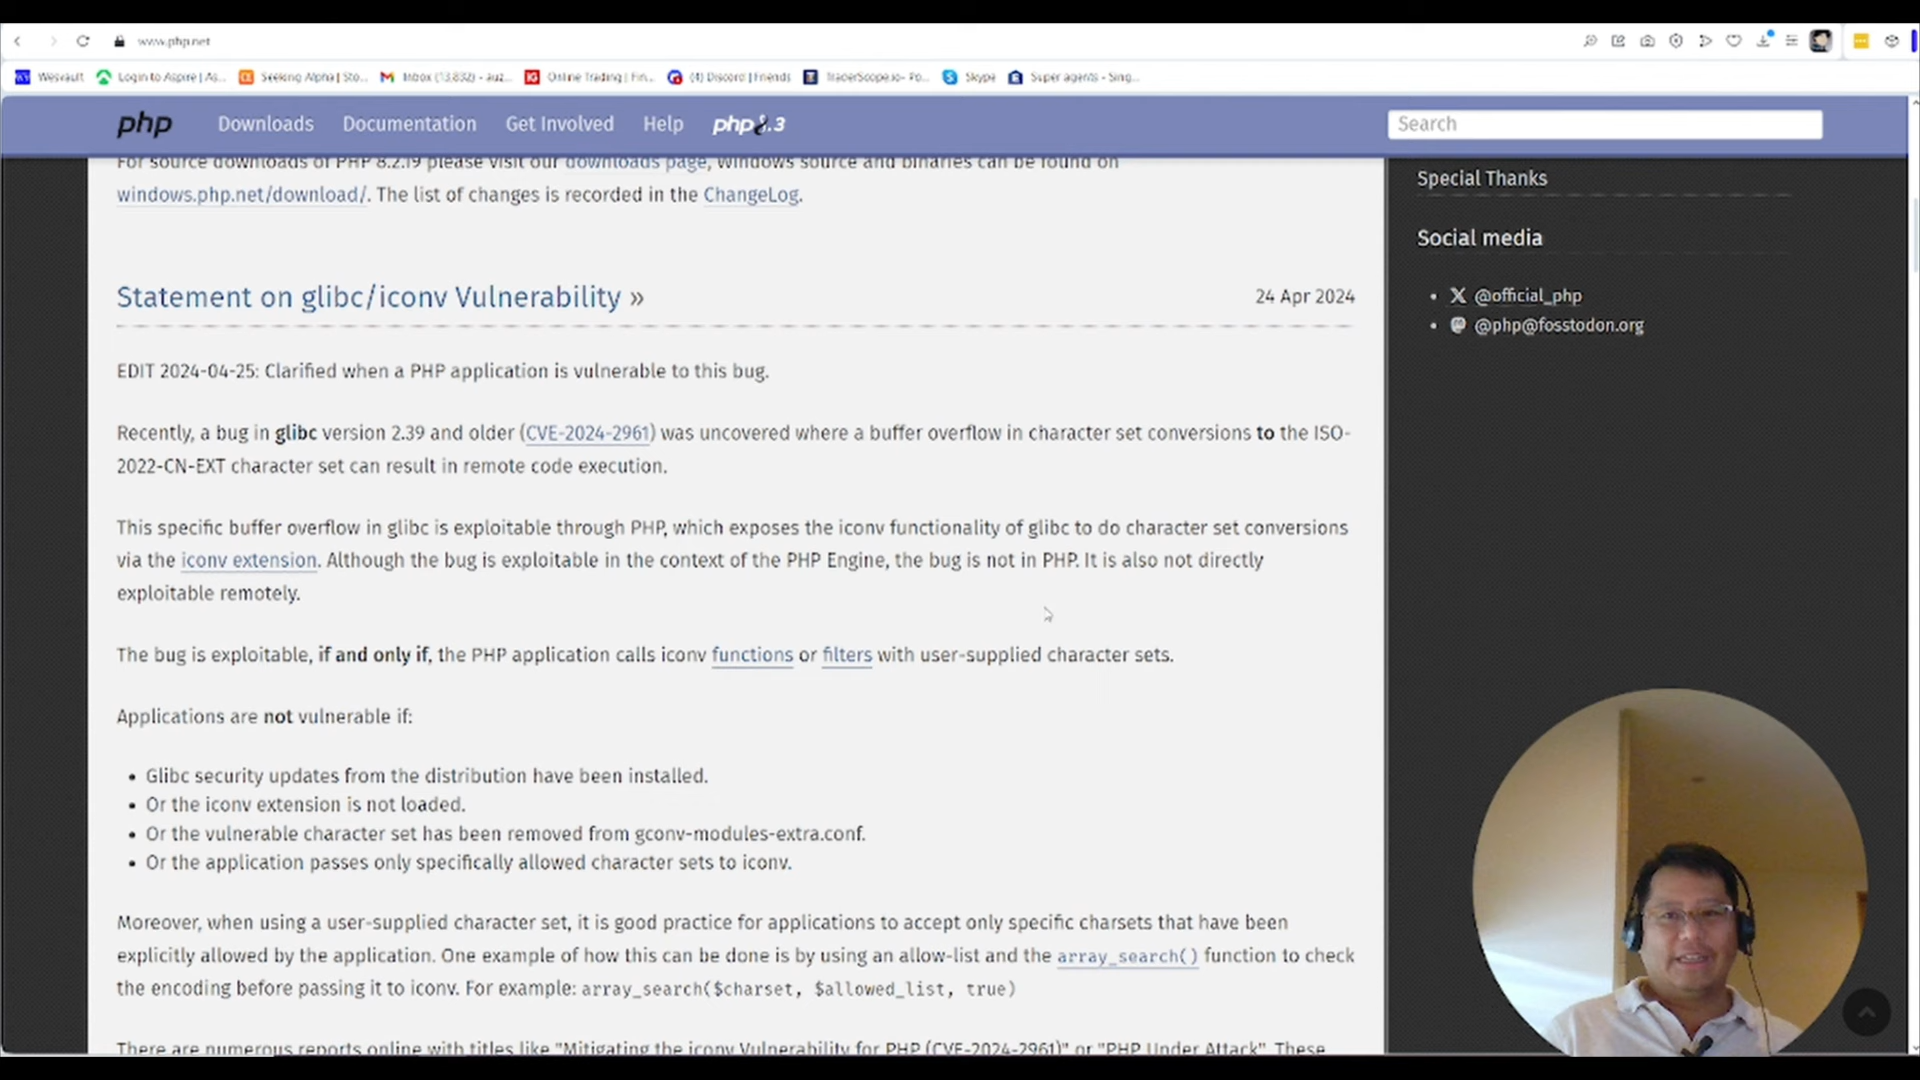 www.php.net
Wesvault
Login to Aspire | As...
Seeking Alpha | Sto...
Inbox (13,832) - auz...
Online Trading | Fin...
(4) Discord | Friends
TraderScope.io- Po...
Skype
Super agents - Sing...
php
Downloads
Documentation
Get Involved
Help
php8.3
Search
For source downloads of PHP 8.2.19 please visit our downloads page, Windows source and binaries can be found on
windows.php.net/download/. The list of changes is recorded in the ChangeLog.
Statement on glibc/iconv Vulnerability »
24 Apr 2024
EDIT 2024-04-25: Clarified when a PHP application is vulnerable to this bug.
Recently, a bug in glibc version 2.39 and older (CVE-2024-2961) was uncovered where a buffer overflow in character set conversions to the ISO-
2022-CN-EXT character set can result in remote code execution.
This specific buffer overflow in glibc is exploitable through PHP, which exposes the iconv functionality of glibc to do character set conversions
via the iconv extension. Although the bug is exploitable in the context of the PHP Engine, the bug is not in PHP. It is also not directly
exploitable remotely.
The bug is exploitable, if and only if, the PHP application calls iconv functions or filters with user-supplied character sets.
Applications are not vulnerable if:
• Glibc security updates from the distribution have been installed.
• Or the iconv extension is not loaded.
• Or the vulnerable character set has been removed from gconv-modules-extra.conf.
• Or the application passes only specifically allowed character sets to iconv.
Moreover, when using a user-supplied character set, it is good practice for applications to accept only specific charsets that have been
explicitly allowed by the application. One example of how this can be done is by using an allow-list and the array_search() function to check
the encoding before passing it to iconv. For example: array_search($charset, $allowed_list, true)
There are numerous reports online with titles like "Mitigating the iconv Vulnerability for PHP (CVE-2024-2961)" or "PHP Under Attack". These
Special Thanks
Social media
• @official_php
• @php@fosstodon.org